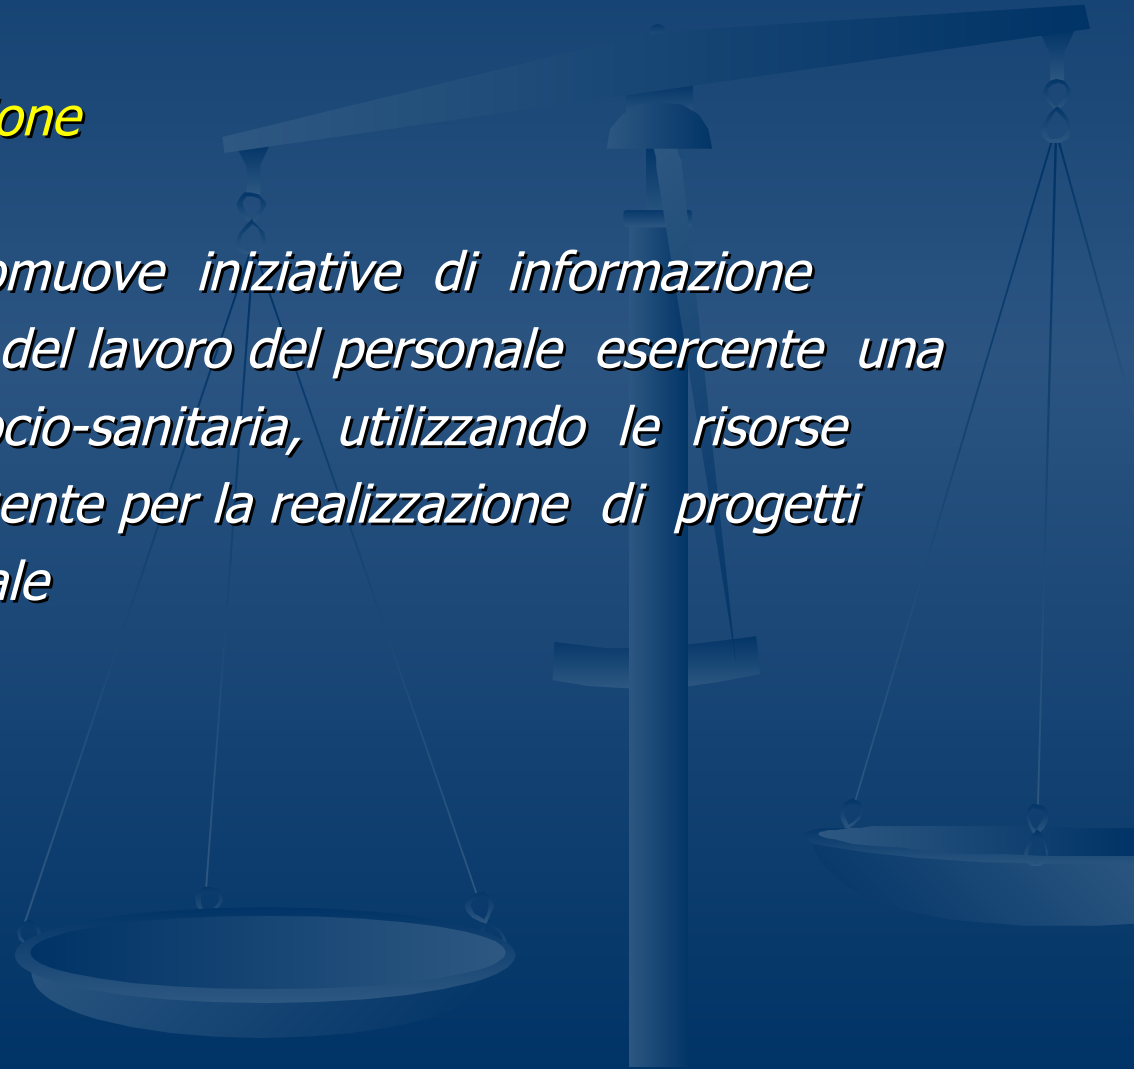 one
omuove iniziative di informazione
del lavoro del personale esercente una
ocio-sanitaria, utilizzando le risorse
ente per la realizzazione di progetti
ale